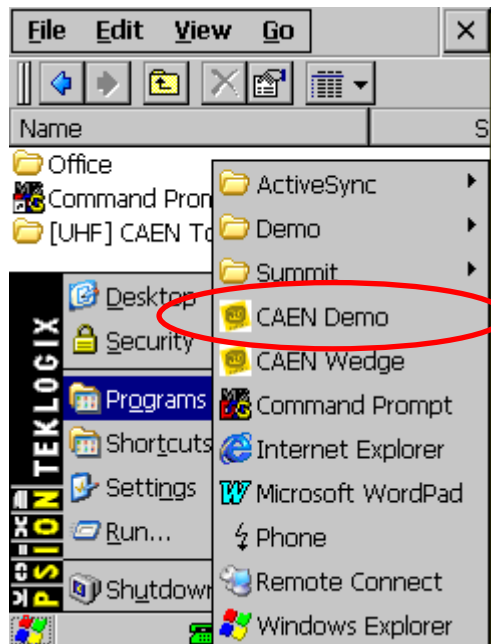 File Edit View Go
Name S
Office
Command Pron
[UHF] CAEN To
ActiveSync
Demo
Summit
CAEN Demo
CAEN Wedge
Command Prompt
Internet Explorer
Microsoft WordPad
Phone
Remote Connect
Windows Explorer
Desktop
Security
Programs
Shortcuts
Settings
Run...
Shutdown
PSION TEKLOGIX